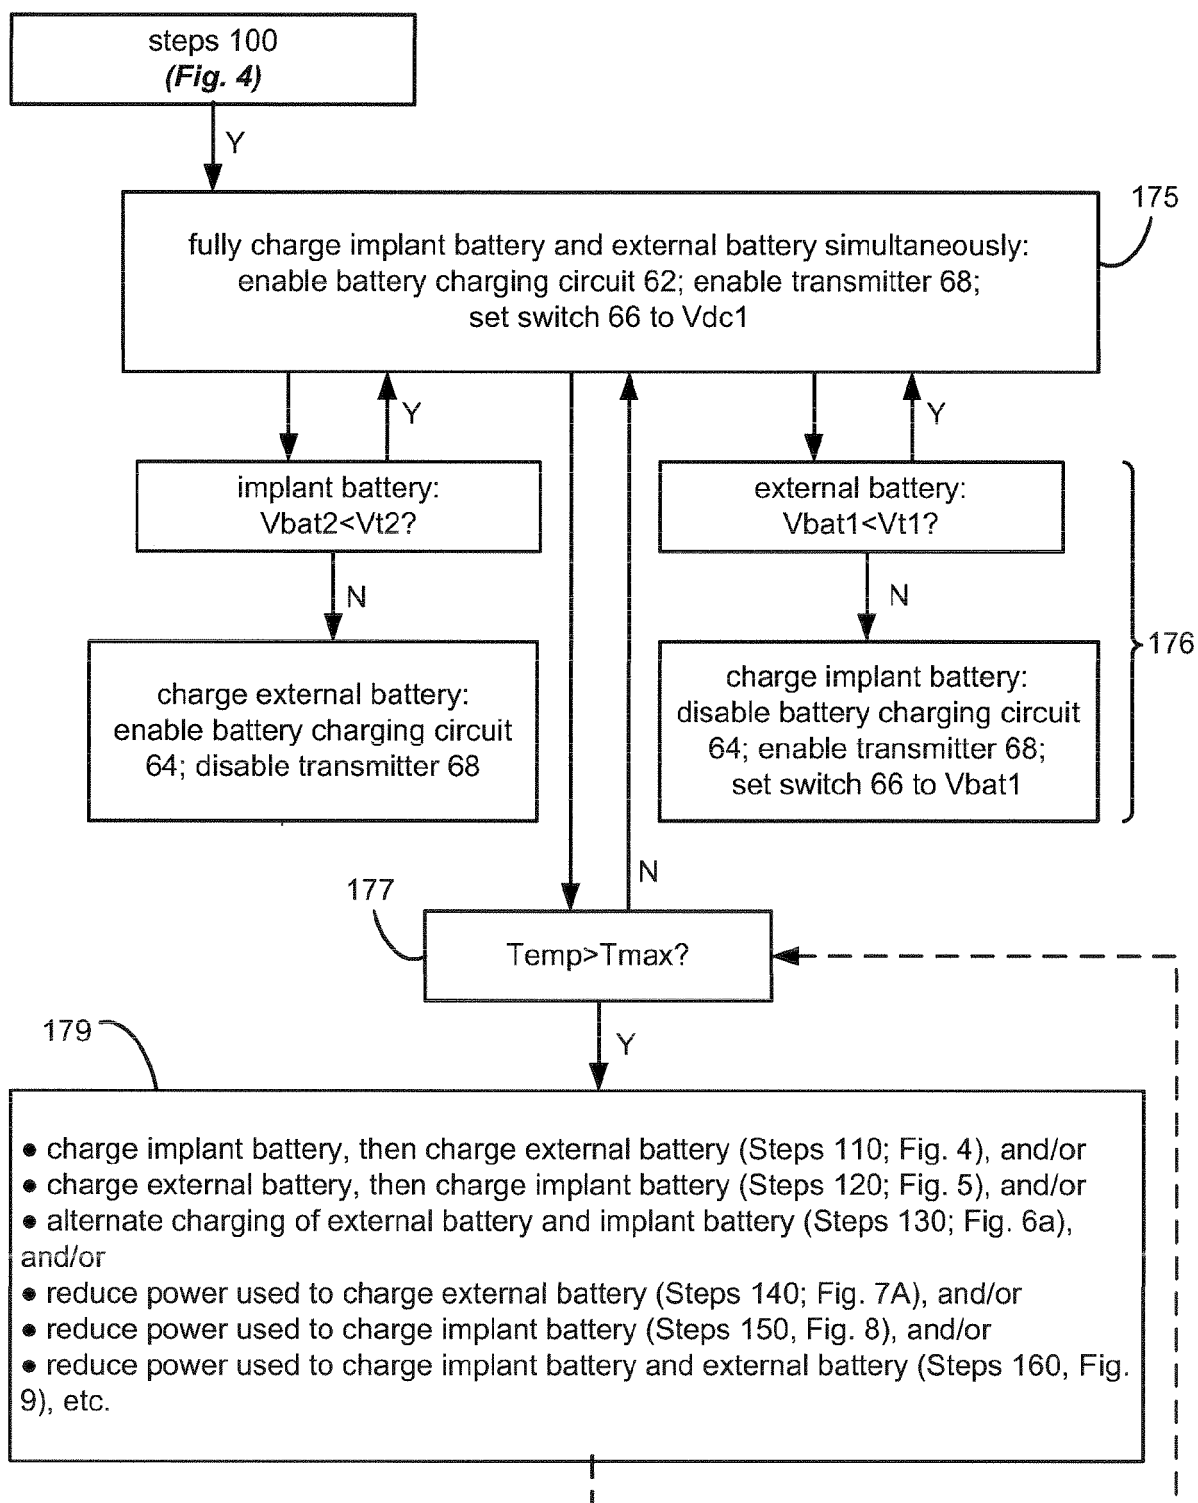 steps 100
(Fig. 4)
Y
175
fully charge implant battery and external battery simultaneously:
enable battery charging circuit 62; enable transmitter 68;
set switch 66 to Vdc1
Y
Y
implant battery:
Vbat2<Vt2?
external battery:
Vbat1<Vt1?
N
N
176
charge external battery:
enable battery charging circuit
64; disable transmitter 68
charge implant battery:
disable battery charging circuit
64; enable transmitter 68;
set switch 66 to Vbat1
N
177
Temp>Tmax?
Y
179
• charge implant battery, then charge external battery (Steps 110; Fig. 4), and/or
• charge external battery, then charge implant battery (Steps 120; Fig. 5), and/or
• alternate charging of external battery and implant battery (Steps 130; Fig. 6a),
and/or
• reduce power used to charge external battery (Steps 140; Fig. 7A), and/or
• reduce power used to charge implant battery (Steps 150, Fig. 8), and/or
• reduce power used to charge implant battery and external battery (Steps 160, Fig.
9), etc.